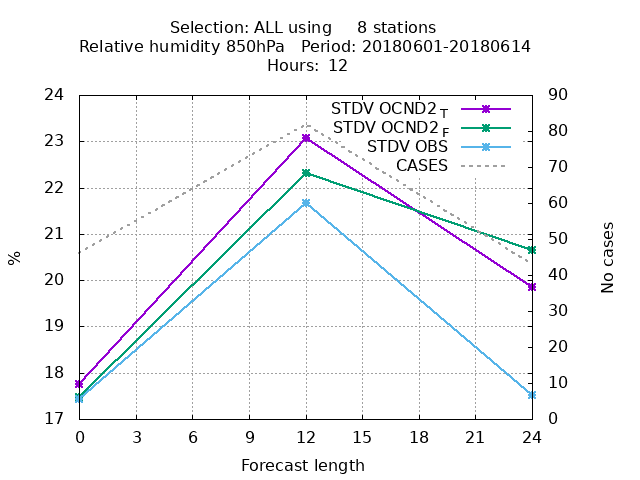 Selection: ALL using     8 stations
Relative humidity 850hPa   Period: 20180601-20180614
Hours: 12
STDV OCND2 T
STDV OCND2 F
STDV OBS
CASES
24
23
22
21
20
19
18
17
%
90
80
70
60
50
40
30
20
10
0
No cases
0 3 6 9 12 15 18 21 24
Forecast length